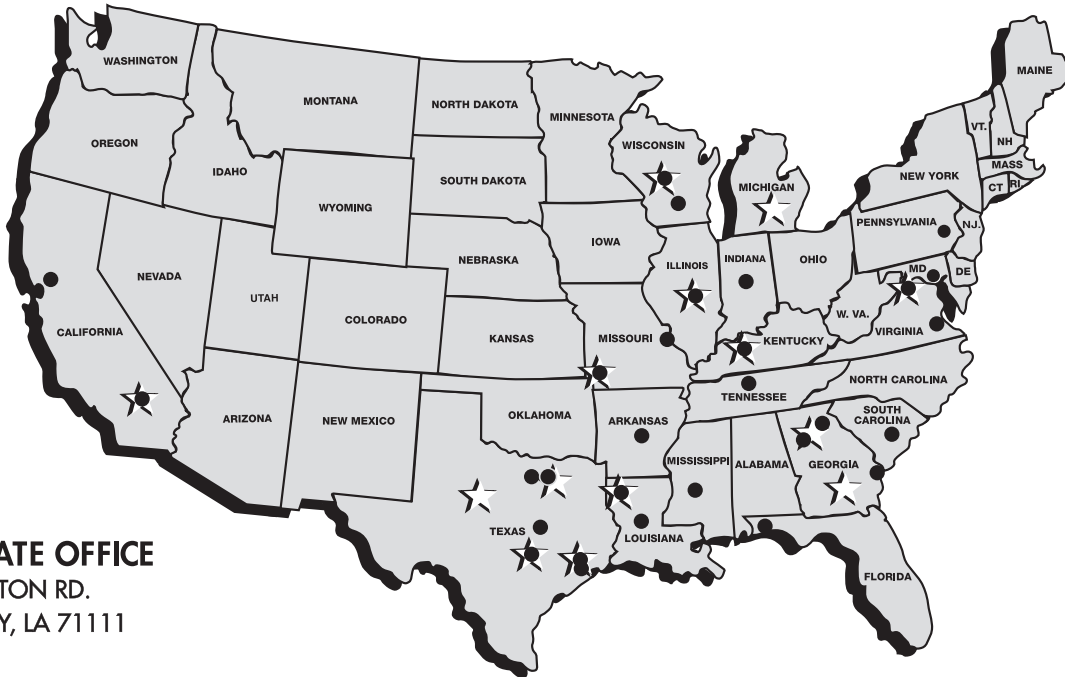 WASHINGTON
MAINE
MONTANA
NORTH DAKOTA
MINNESOTA
VT.
NH
OREGON
WISCONSIN
MASS
IDAHO
NEW YORK
SOUTH DAKOTA
MICHIGAN
CT
RI.
WYOMING
PENNSYLVANIA
NJ.
IOWA
NEBRASKA
ILLINOIS
INDIANA
OHIO
MD
DE
NEVADA
UTAH
COLORADO
W. VA.
CALIFORNIA
KANSAS
MISSOURI
KENTUCKY
VIRGINIA
NORTH CAROLINA
TENNESSEE
ARIZONA
NEW MEXICO
OKLAHOMA
ARKANSAS
SOUTH
CAROLINA
MISSISSIPPI
ALABAMA
GEORGIA
TEXAS
LOUISIANA
FLORIDA
ATE OFFICE
TON RD.
Y, LA 71111